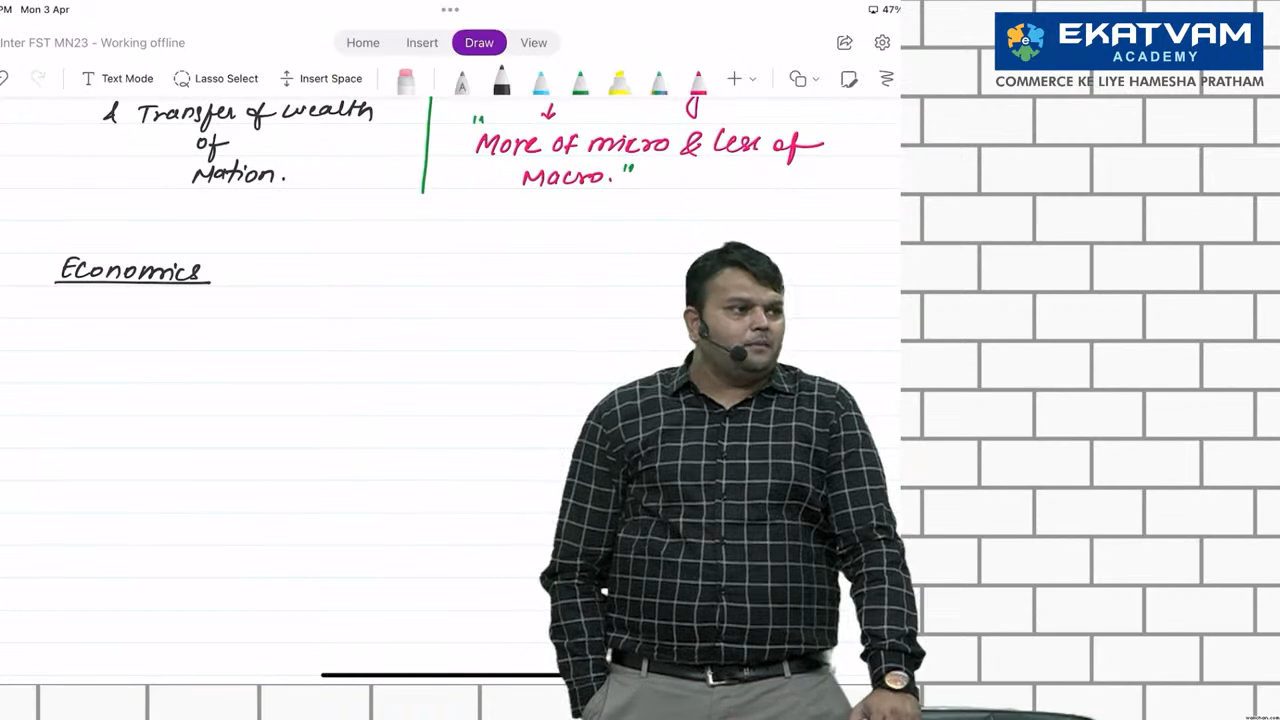 PM Mon 3 Apr
47%
Inter FST MN23 - Working offline
Home Insert Draw View
Text Mode Lasso Select Insert Space
& Transfer of wealth
of
Nation.
"More of micro & Less of
Macro."
Economics
EKATVAM
ACADEMY
COMMERCE KE LIYE HAMESHA PRATHAM